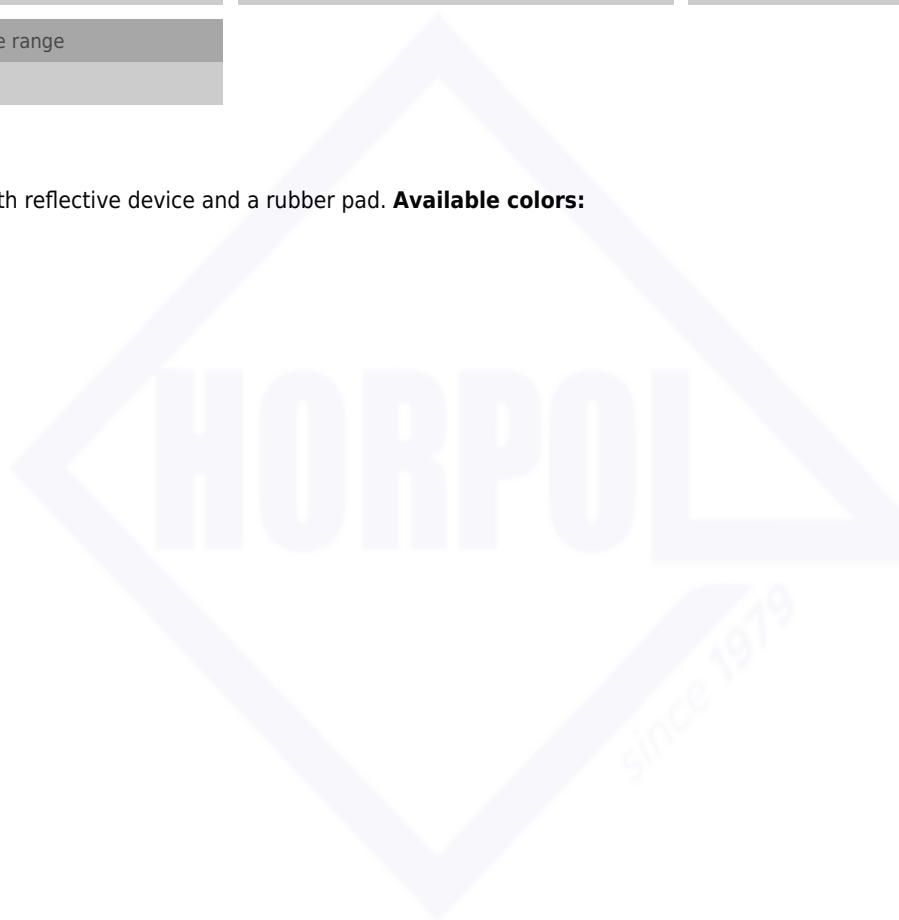 e range
th reflective device and a rubber pad. Available colors:
HORPOL
since 1979